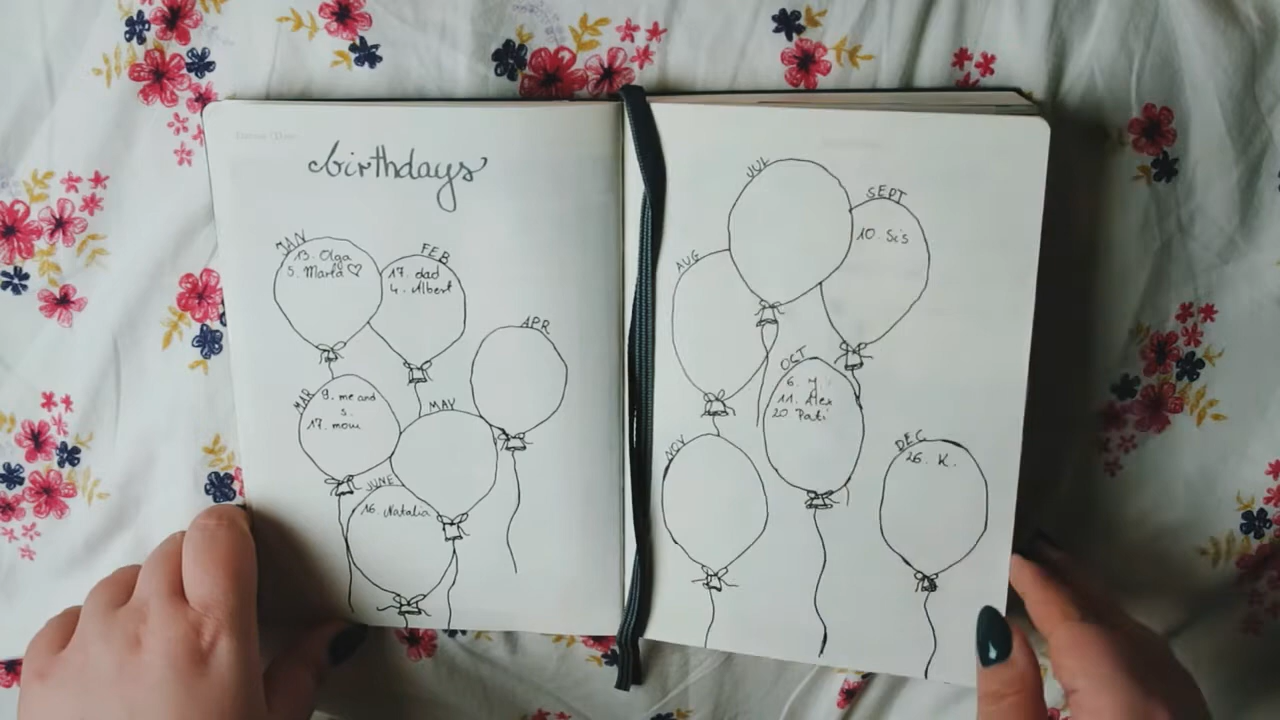 birthdays
JAN
13. Olga
5. Marta ♡
FEB
17. dad
4. Albert
MAR
9. me and
s.
17. mom
APR
MAY
JUNE
16. Natalia
JUL
AUG
SEPT
10. Sis
OCT
6.
11. Alex
20 Pati
NOV
DEC
26. K.